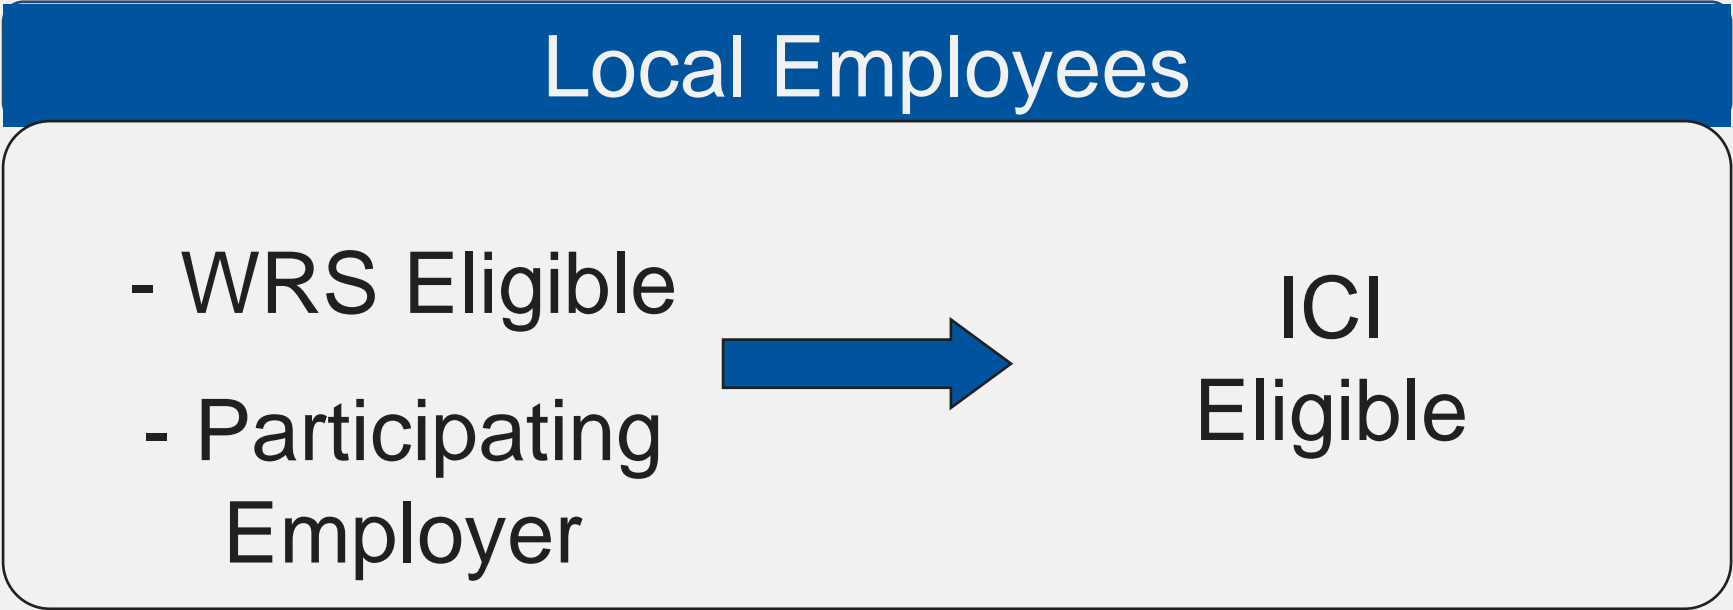 Local Employees
- WRS Eligible
- Participating
Employer
ICI
Eligible